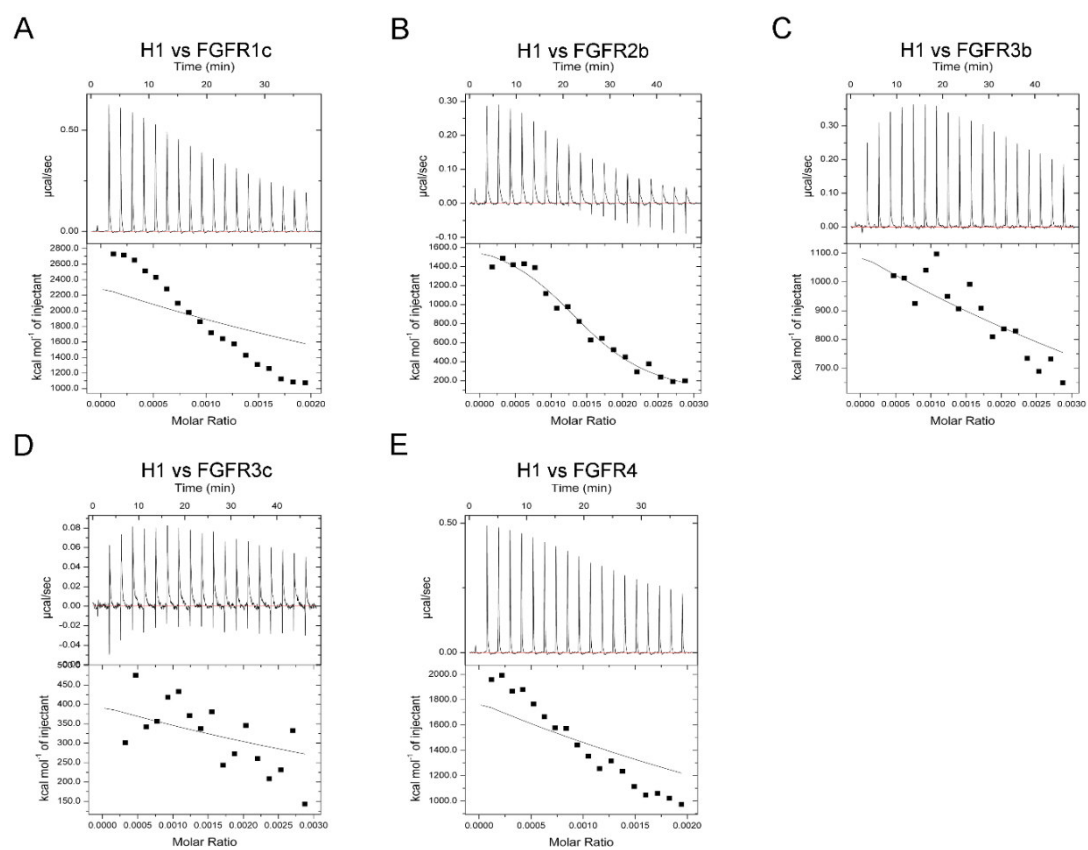 A
H1 vs FGFR1c
Time (min)
0 10 20 30
0.50
0.00
µcal/sec
2800.0
2600.0
2400.0
2200.0
2000.0
1800.0
1600.0
1400.0
1200.0
1000.0
kcal mol⁻¹ of injectant
0.0000 0.0005 0.0010 0.0015 0.0020
Molar Ratio
B
H1 vs FGFR2b
Time (min)
0 10 20 30 40
0.30
0.20
0.10
0.00
-0.10
µcal/sec
1600.0
1400.0
1200.0
1000.0
800.0
600.0
400.0
200.0
kcal mol⁻¹ of injectant
0.0000 0.0005 0.0010 0.0015 0.0020 0.0025 0.0030
Molar Ratio
C
H1 vs FGFR3b
Time (min)
0 10 20 30 40
0.30
0.20
0.10
0.00
µcal/sec
1100.0
1000.0
900.0
800.0
700.0
kcal mol⁻¹ of injectant
0.0000 0.0005 0.0010 0.0015 0.0020 0.0025 0.0030
Molar Ratio
D
H1 vs FGFR3c
Time (min)
0 10 20 30 40 50
0.08
0.06
0.04
0.02
0.00
-0.02
-0.04
450.0
400.0
350.0
300.0
250.0
200.0
150.0
µcal/sec
kcal mol⁻¹ of injectant
0.0000 0.0005 0.0010 0.0015 0.0020 0.0025 0.0030
Molar Ratio
E
H1 vs FGFR4
Time (min)
0 10 20 30
0.50
0.00
µcal/sec
2000.0
1800.0
1600.0
1400.0
1200.0
1000.0
kcal mol⁻¹ of injectant
0.0000 0.0005 0.0010 0.0015 0.0020
Molar Ratio